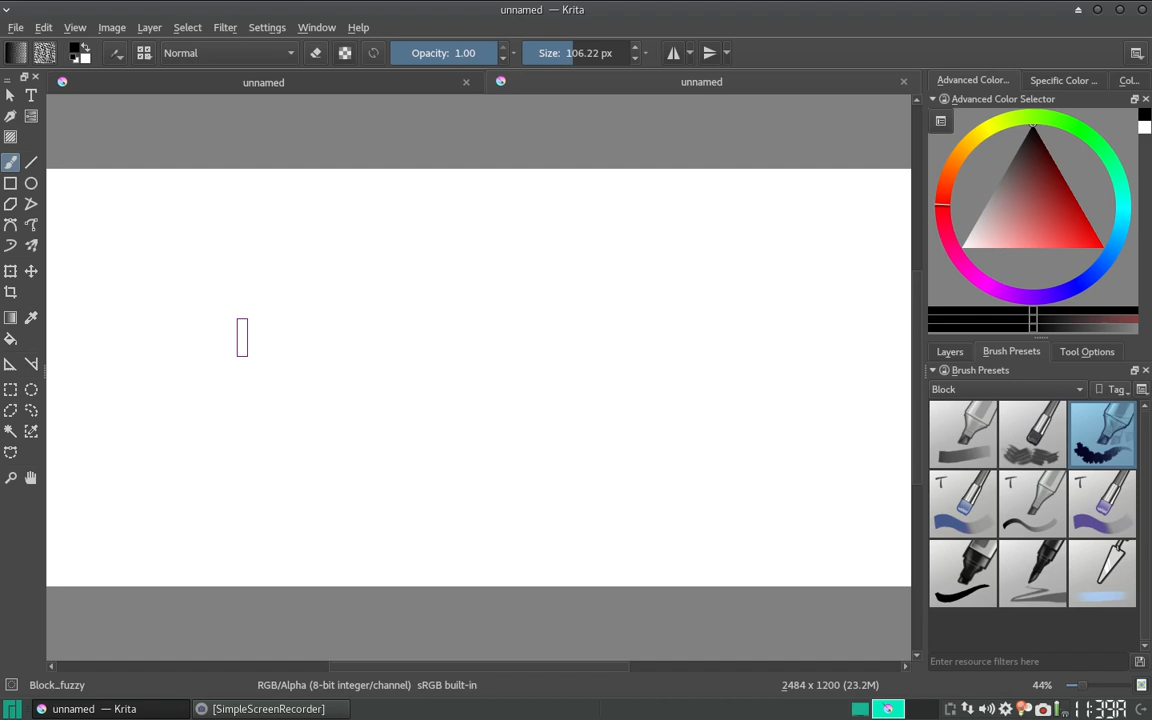 unnamed — Krita
File Edit View Image Layer Select Filter Settings Window Help
Normal Opacity: 1.00 Size: 106.22 px
unnamed unnamed
Advanced Color... Specific Color ... Col...
Advanced Color Selector
Layers Brush Presets Tool Options
Brush Presets
Block Tag
T T T
Enter resource filters here
Block_fuzzy RGB/Alpha (8-bit integer/channel) sRGB built-in 2484 x 1200 (23.2M) 44%
unnamed — Krita [SimpleScreenRecorder]